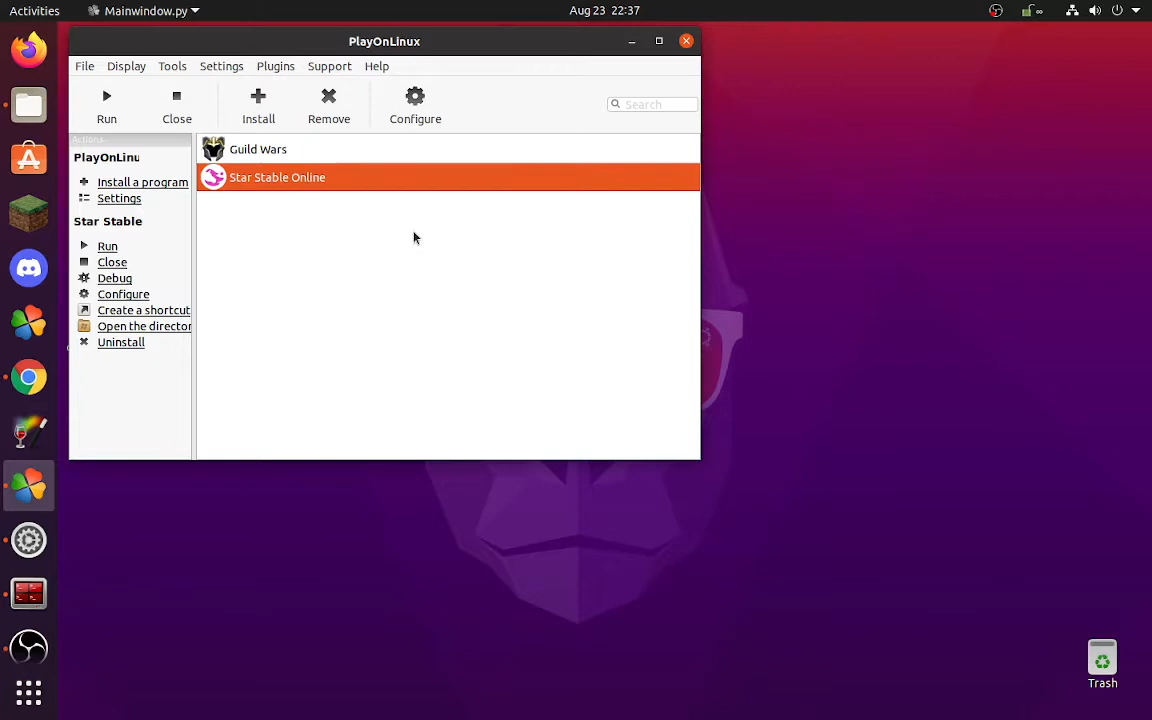 Activities
Mainwindow.py
Aug 23 22:37
PlayOnLinux
File Display Tools Settings Plugins Support Help
Run
Close
Install
Remove
Configure
Search
Actions
PlayOnLinu
Install a program
Settings
Star Stable
Run
Close
Debug
Configure
Create a shortcut
Open the director
Uninstall
Guild Wars
Star Stable Online
Trash